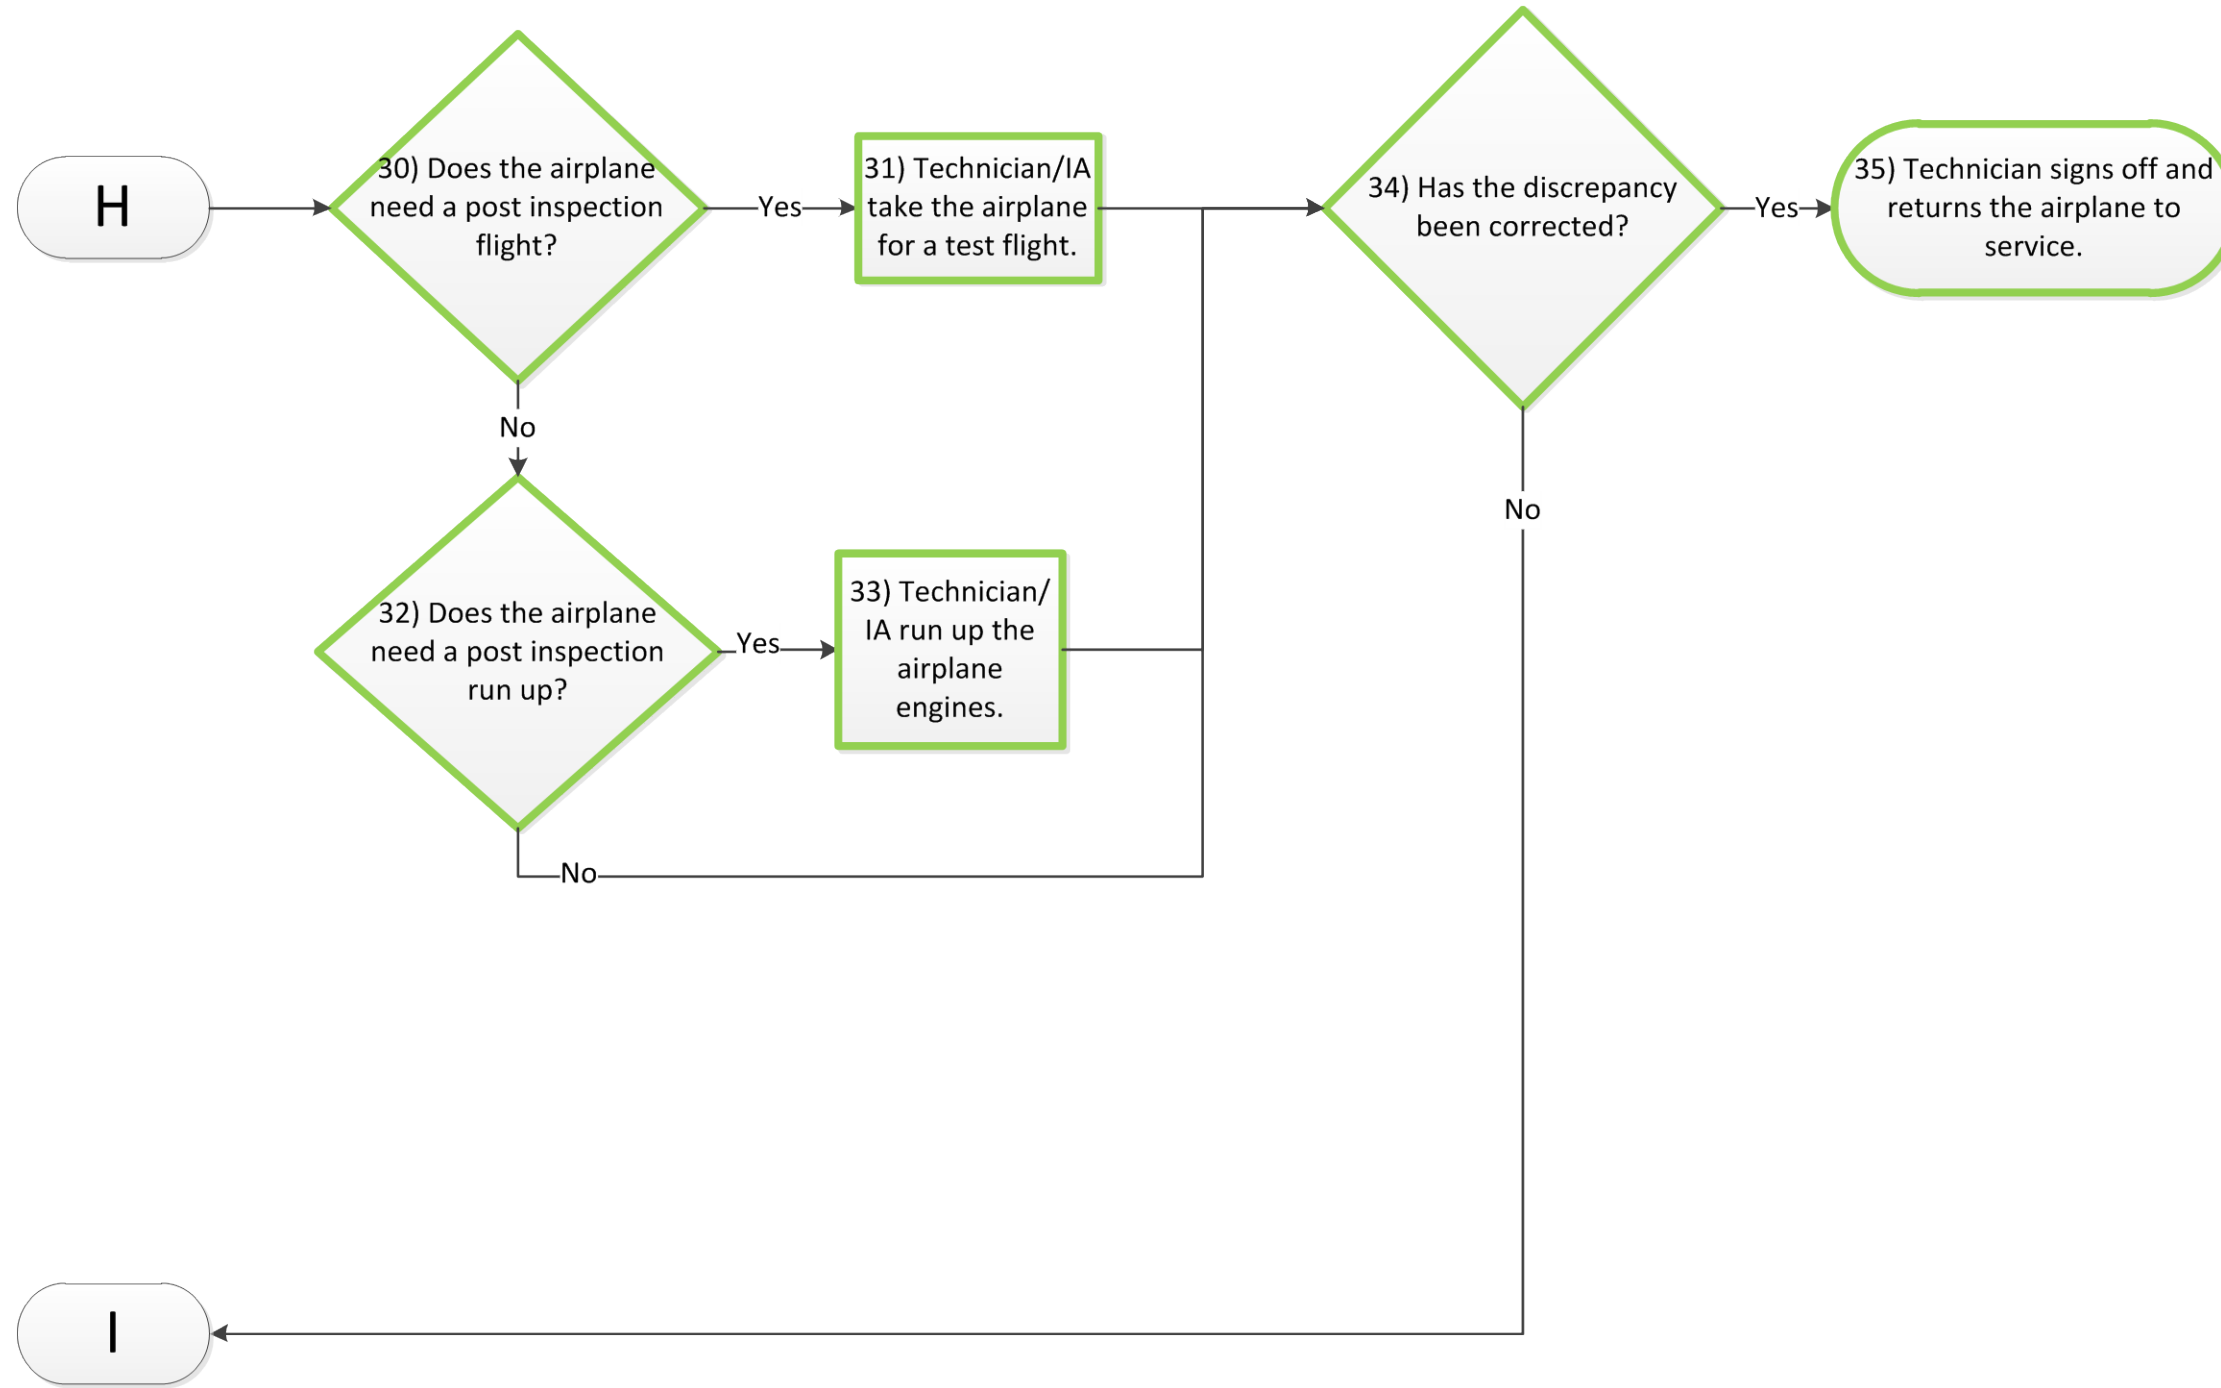 H
30) Does the airplane
need a post inspection
flight?
Yes
31) Technician/IA
take the airplane
for a test flight.
34) Has the discrepancy
been corrected?
Yes
35) Technician signs off and
returns the airplane to
service.
No
No
32) Does the airplane
need a post inspection
run up?
Yes
33) Technician/
IA run up the
airplane
engines.
No
I